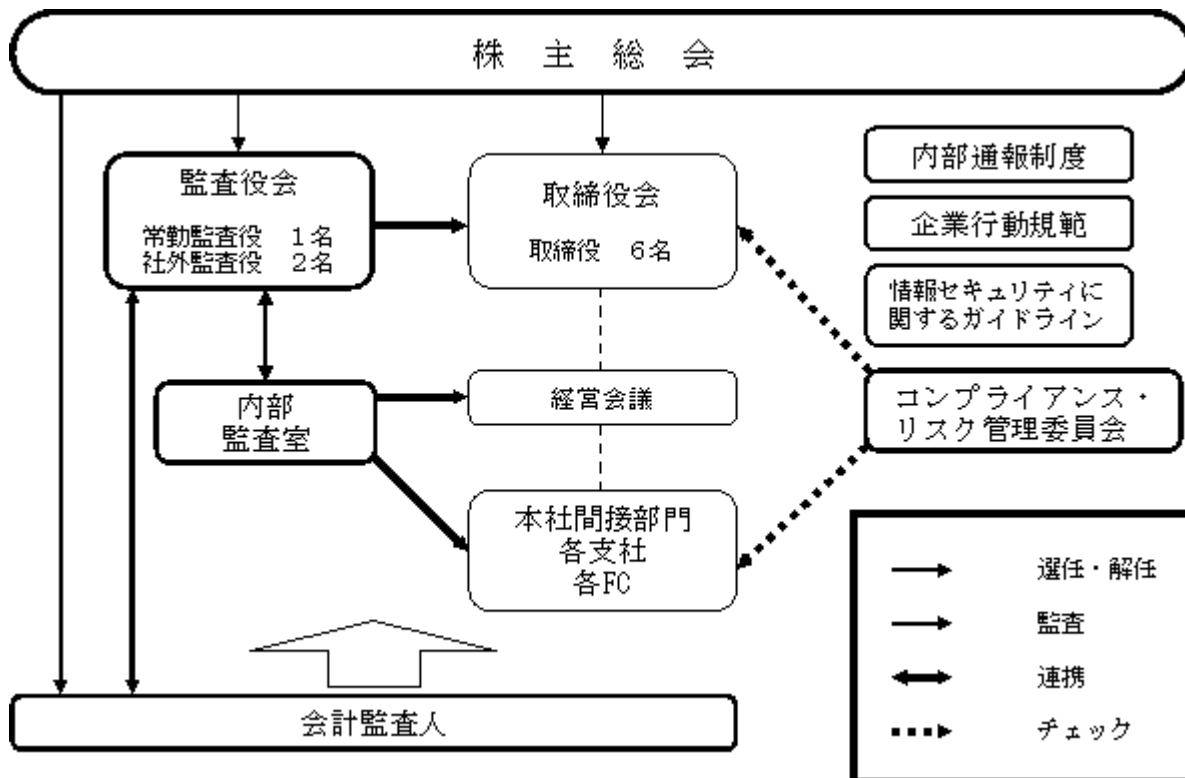 株主総会
監査役会
常勤監査役 1名
社外監査役 2名
取締役会
取締役 6名
内部通報制度
企業行動規範
情報セキュリティに
関するガイドライン
内部
監査室
経営会議
コンプライアンス・
リスク管理委員会
本社間接部門
各支社
各FC
会計監査人
選任・解任
監査
連携
チェック